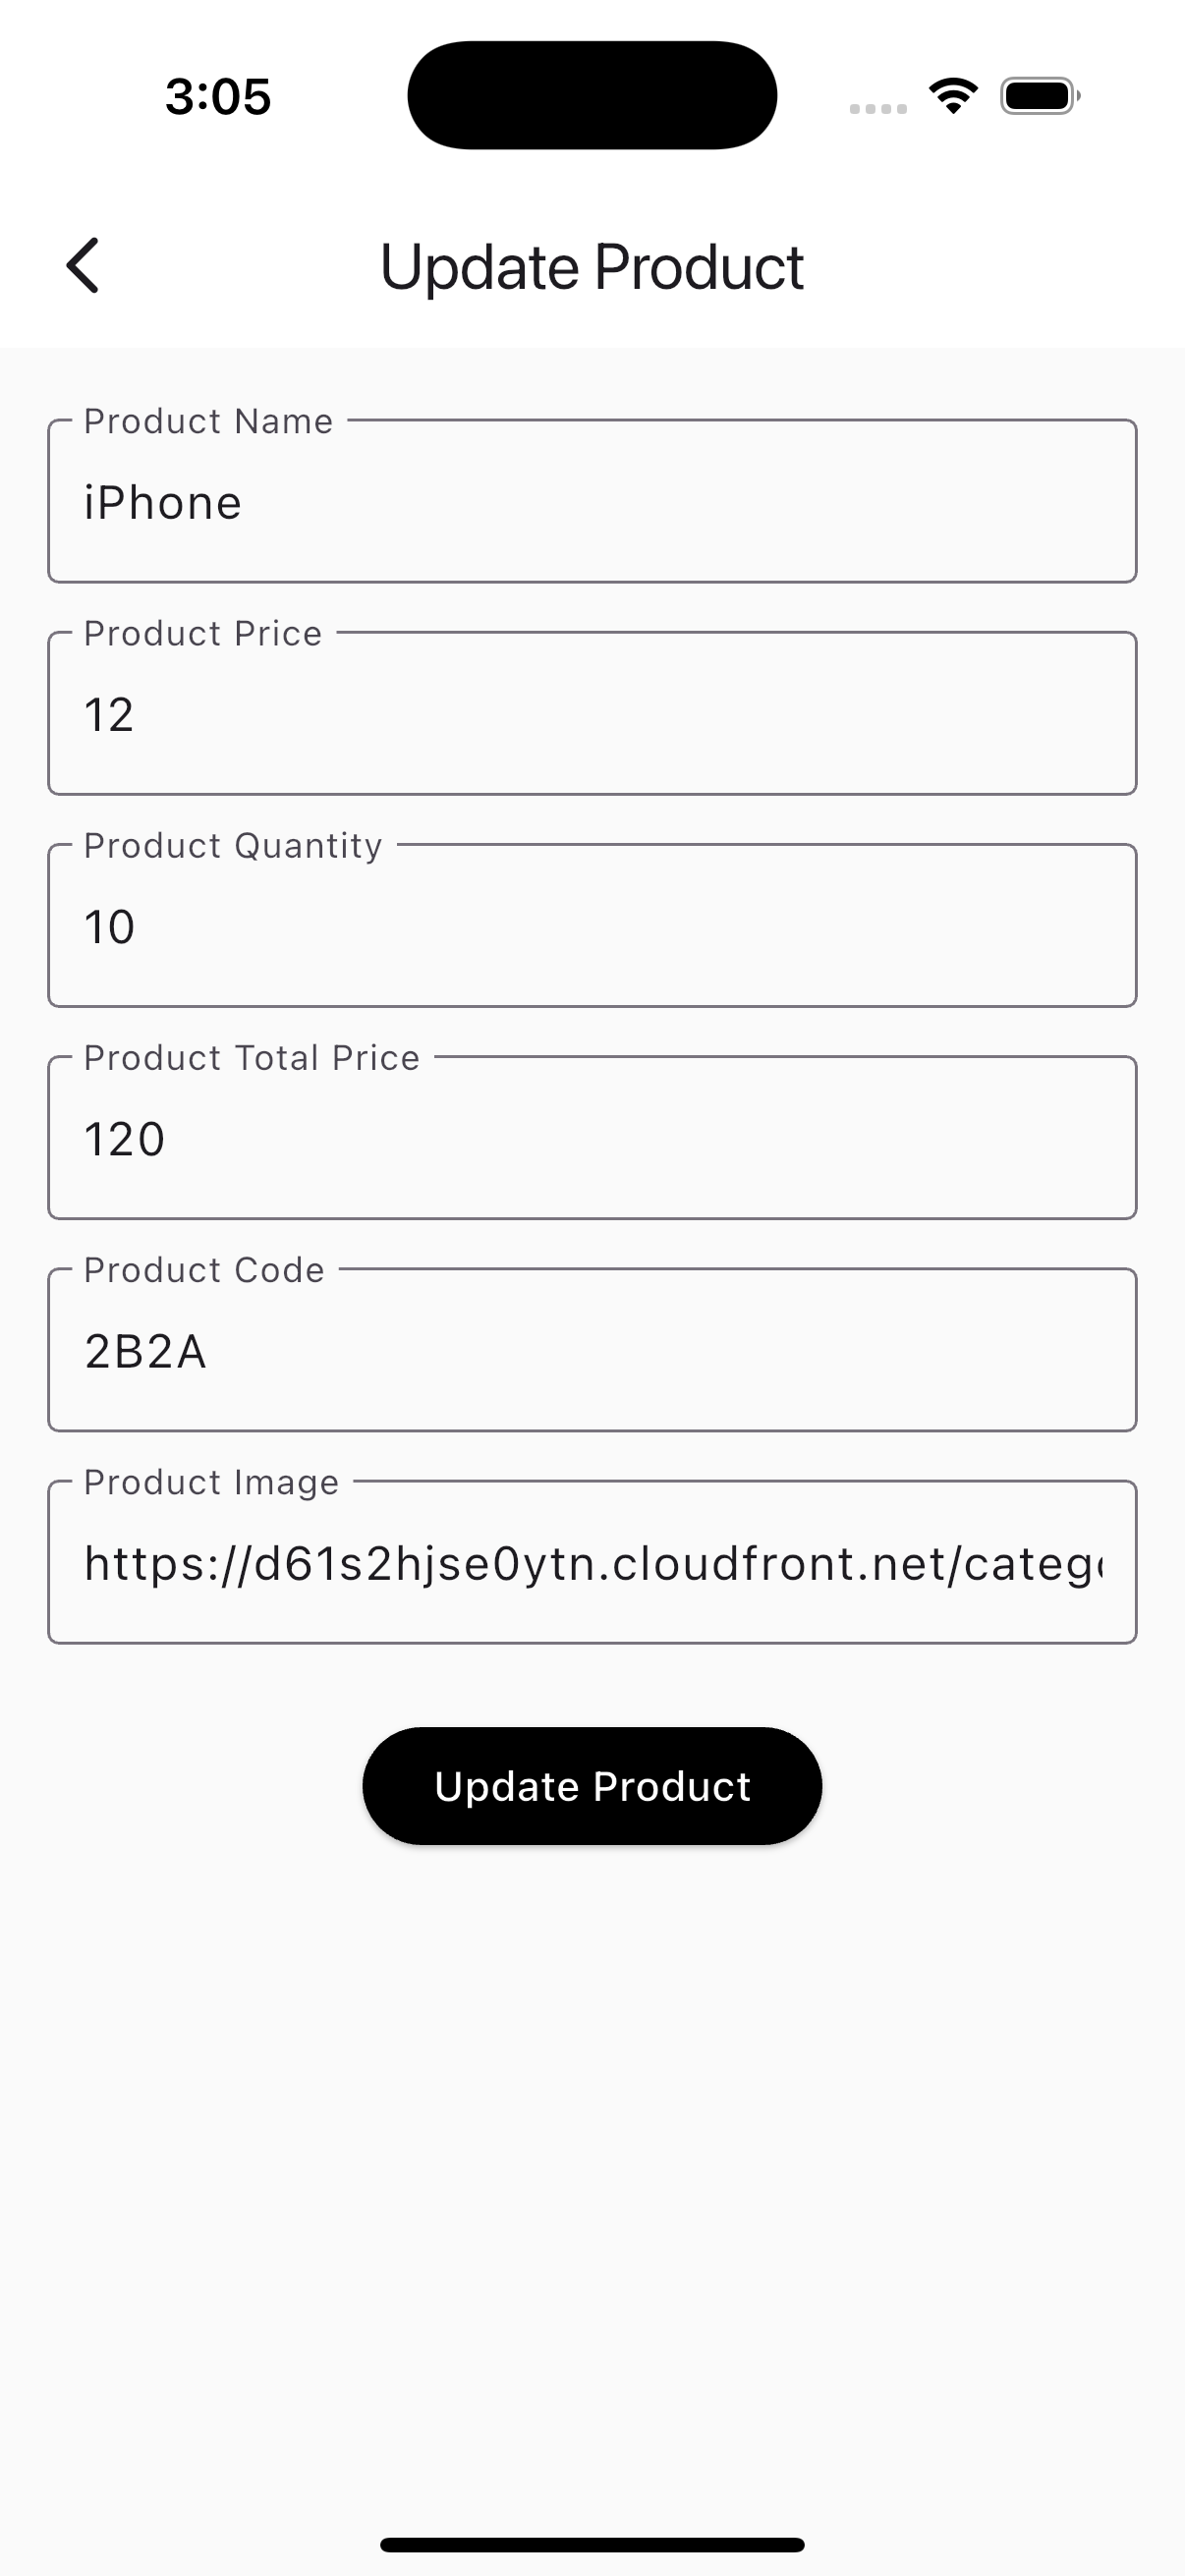 3:05
Update Product
Product Name
iPhone
Product Price
12
Product Quantity
10
Product Total Price
120
Product Code
2B2A
Product Image
https://d61s2hjse0ytn.cloudfront.net/categ
Update Product